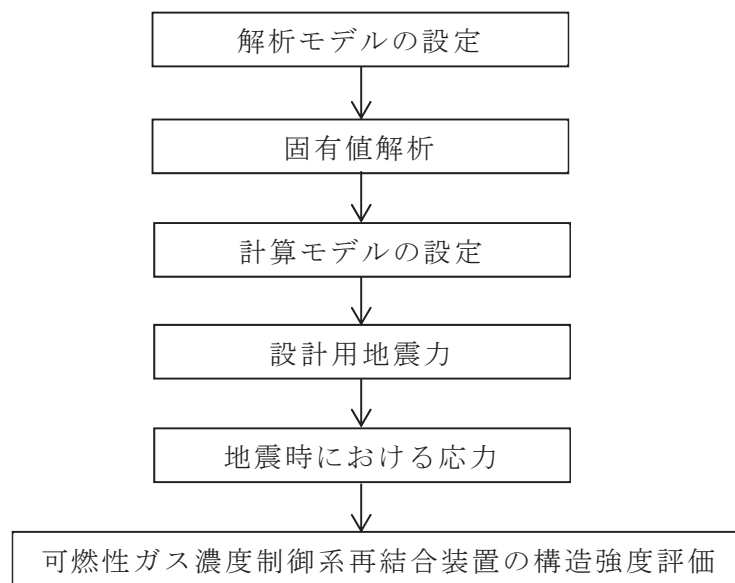 解析モデルの設定
固有値解析
計算モデルの設定
設計用地震力
地震時における応力
可燃性ガス濃度制御系再結合装置の構造強度評価